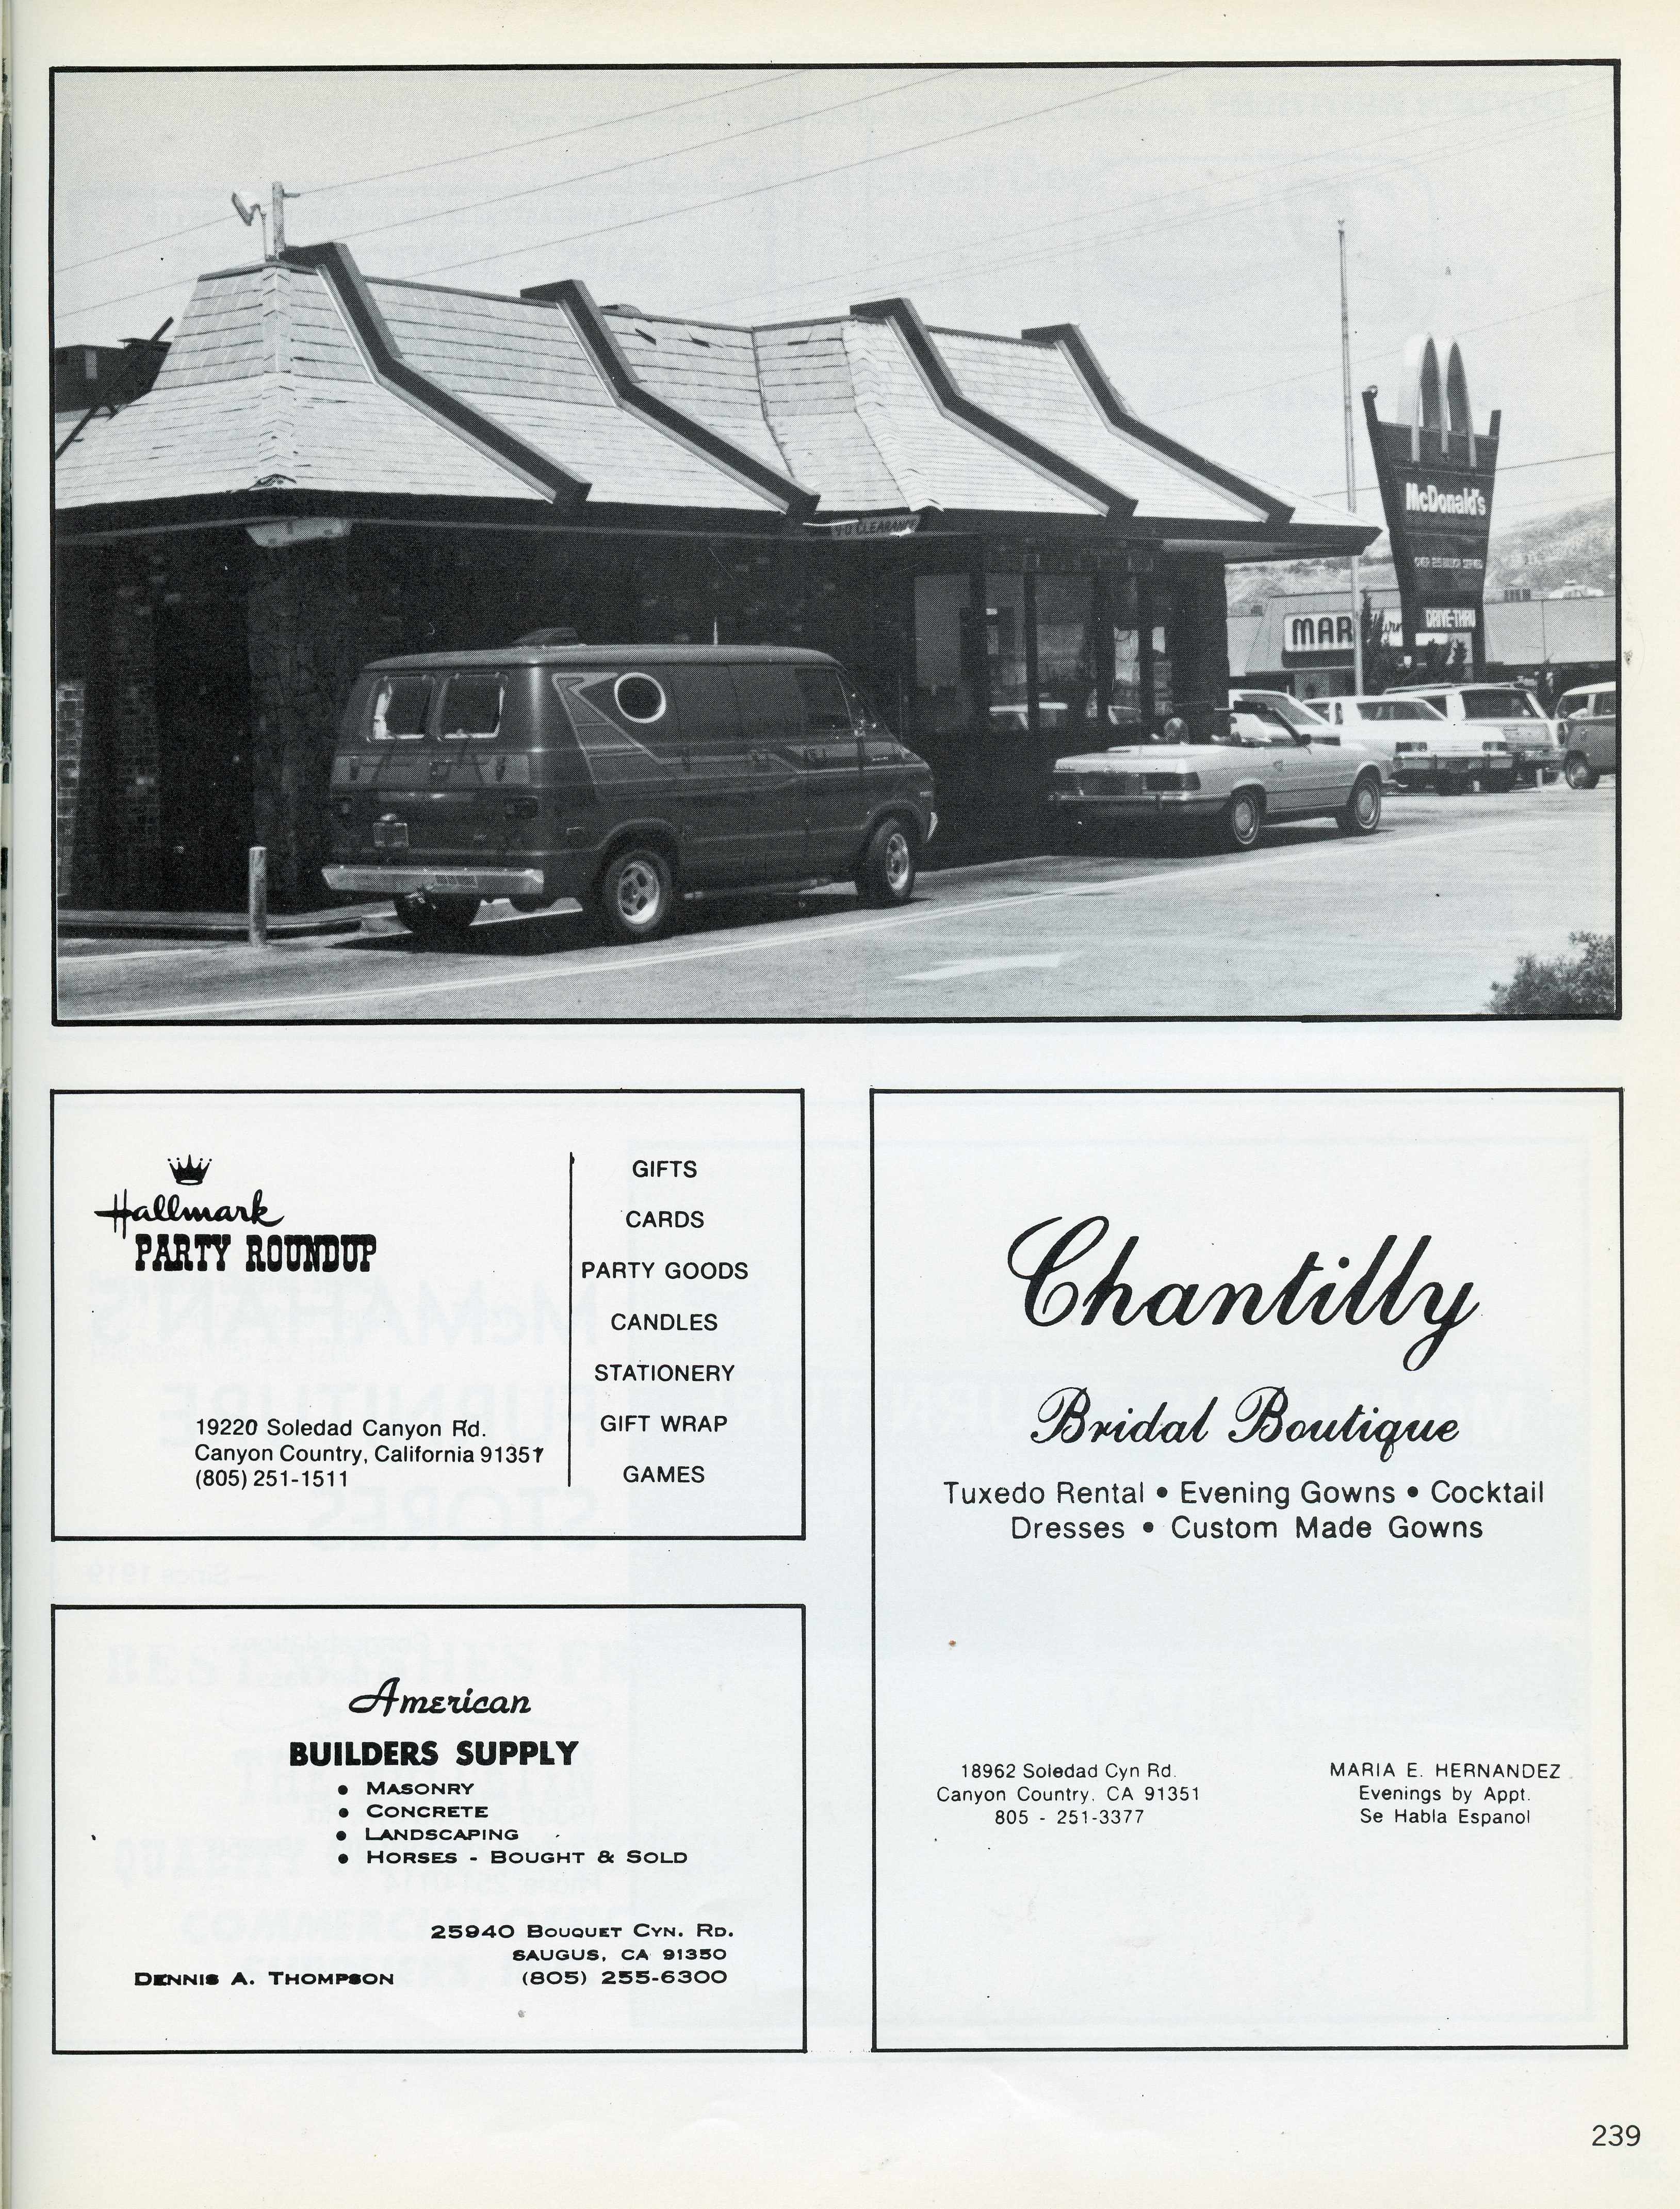 9-0 CLEARANCE
McDonald's
DRIVE-THRU
MAR
Hallmark
PARTY ROUNDUP
19220 Soledad Canyon Rd.
Canyon Country, California 91351
(805) 251-1511
GIFTS
CARDS
PARTY GOODS
CANDLES
STATIONERY
GIFT WRAP
GAMES
American
BUILDERS SUPPLY
• MASONRY
• CONCRETE
• LANDSCAPING
• HORSES - BOUGHT & SOLD
25940 BOUQUET CYN. RD.
SAUGUS, CA 91350
DENNIS A. THOMPSON (805) 255-6300
Chantilly
Bridal Boutique
Tuxedo Rental • Evening Gowns • Cocktail
Dresses • Custom Made Gowns
18962 Soledad Cyn Rd.
Canyon Country, CA 91351
805 - 251-3377
MARIA E. HERNANDEZ
Evenings by Appt.
Se Habla Espanol
239